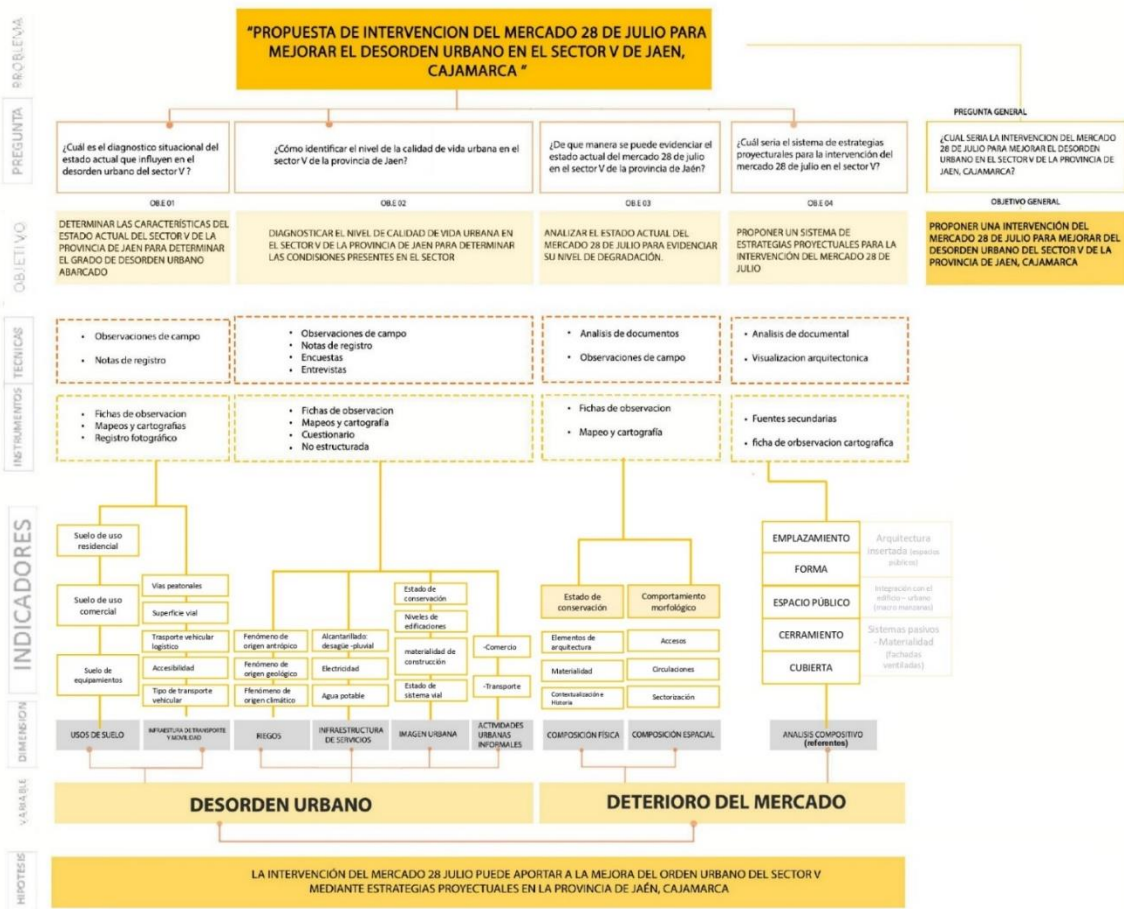 PROBLEMA
"PROPUESTA DE INTERVENCION DEL MERCADO 28 DE JULIO PARA
MEJORAR EL DESORDEN URBANO EN EL SECTOR V DE JAEN,
CAJAMARCA "
PREGUNTA
¿Cuál es el diagnostico situacional del
estado actual que influyen en el
desorden urbano del sector V ?
¿Cómo identificar el nivel de la calidad de vida urbana en el
sector V de la provincia de Jaen?
¿De que manera se puede evidenciar el
estado actual del mercado 28 de julio
en el sector V de la provincia de Jaén?
¿Cuál seria el sistema de estrategias
proyecturales para la intervención del
mercado 28 de julio en el sector V?
PREGUNTA GENERAL
¿CUAL SERIA LA INTERVENCION DEL MERCADO
28 DE JULIO PARA MEJORAR EL DESORDEN
URBANO EN EL SECTOR V DE LA PROVINCIA DE
JAEN, CAJAMARCA?
OBJETIVO
OB.E 01
DETERMINAR LAS CARACTERÍSTICAS DEL
ESTADO ACTUAL DEL SECTOR V DE LA
PROVINCIA DE JAEN PARA DETERMINAR
EL GRADO DE DESORDEN URBANO
ABARCADO
OB.E 02
DIAGNOSTICAR EL NIVEL DE CALIDAD DE VIDA URBANA EN
EL SECTOR V DE LA PROVINCIA DE JAEN PARA DETERMINAR
LAS CONDICIONES PRESENTES EN EL SECTOR
OB.E 03
ANALIZAR EL ESTADO ACTUAL DEL
MERCADO 28 DE JULIO PARA EVIDENCIAR
SU NIVEL DE DEGRADACIÓN.
OB.E 04
PROPONER UN SISTEMA DE
ESTRATEGIAS PROYECTUALES PARA LA
INTERVENCIÓN DEL MERCADO 28 DE
JULIO
OBJETIVO GENERAL
PROPONER UNA INTERVENCIÓN DEL
MERCADO 28 DE JULIO PARA MEJORAR DEL
DESORDEN URBANO DEL SECTOR V DE LA
PROVINCIA DE JAEN, CAJAMARCA
TECNICAS
• Observaciones de campo
• Notas de registro
• Observaciones de campo
• Notas de registro
• Encuestas
• Entrevistas
• Analisis de documentos
• Observaciones de campo
• Analisis de documental
• Visualizacion arquitectonica
INSTRUMENTOS
• Fichas de observacion
• Mapeos y cartografias
• Registro fotográfico
• Fichas de observacion
• Mapeos y cartografía
• Cuestionario
• No estructurada
• Fichas de observacion
• Mapeo y cartografía
• Fuentes secundarias
• ficha de orbservacion cartografica
INDICADORES
Suelo de uso
residencial
Suelo de uso
comercial
Suelo de
equipamientos
Vías peatonales
Superficie vial
Trasporte vehicular
logístico
Accesibilidad
Tipo de transporte
vehicular
Fenómeno de
origen antrópico
Fenómeno de
origen geológico
Ffenómeno de
origen climático
Alcantarillado:
desagüe -pluvial
Electricidad
Agua potable
Estado de
conservación
Niveles de
edificaciones
materialidad de
construcción
Estado de
sistema vial
-Comercio
-Transporte
Estado de
conservación
Elementos de
arquitectura
Materialidad
Contextualización e
Historia
Comportamiento
morfológico
Accesos
Circulaciones
Sectorización
EMPLAZAMIENTO
FORMA
ESPACIO PÚBLICO
CERRAMIENTO
CUBIERTA
Arquitectura
insertada (espacios
públicos)
Integración con el
edificio – urbano
(macro manzanas)
Sistemas pasivos
- Materialidad
(fachadas
ventiladas)
DIMENSION
USOS DE SUELO
INFRAESTURA DE TRANSPORTE
Y MOVILIDAD
RIEGOS
INFRAESTRUCTURA
DE SERVICIOS
IMAGEN URBANA
ACTIVIDADES
URBANAS
INFORMALES
COMPOSICIÓN FÍSICA
COMPOSICIÓN ESPACIAL
ANALISIS COMPOSITIVO
(referentos)
VARIABLE
DESORDEN URBANO
DETERIORO DEL MERCADO
HIPOTESIS
LA INTERVENCIÓN DEL MERCADO 28 JULIO PUEDE APORTAR A LA MEJORA DEL ORDEN URBANO DEL SECTOR V
MEDIANTE ESTRATEGIAS PROYECTUALES EN LA PROVINCIA DE JAÉN, CAJAMARCA